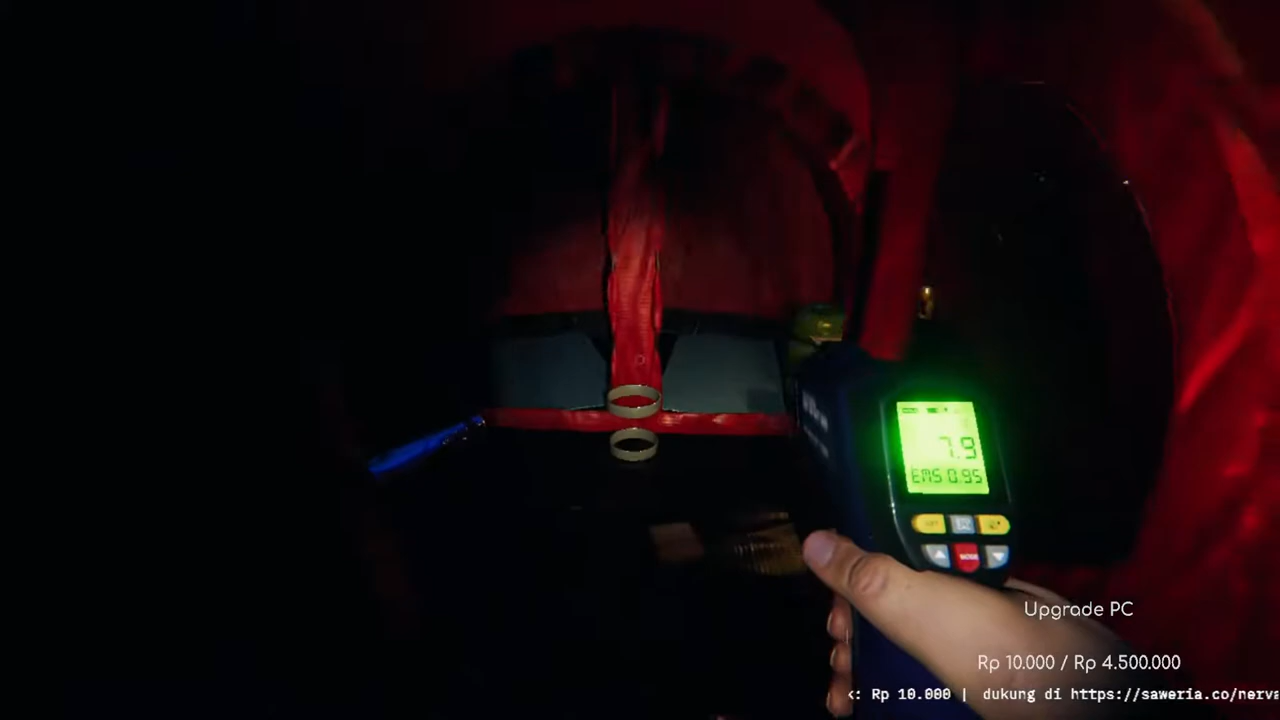 7.9
EMS 0.95
MODE
Upgrade PC
Rp 10.000 / Rp 4.500.000
<: Rp 10.000 | dukung di https://saweria.co/nerva